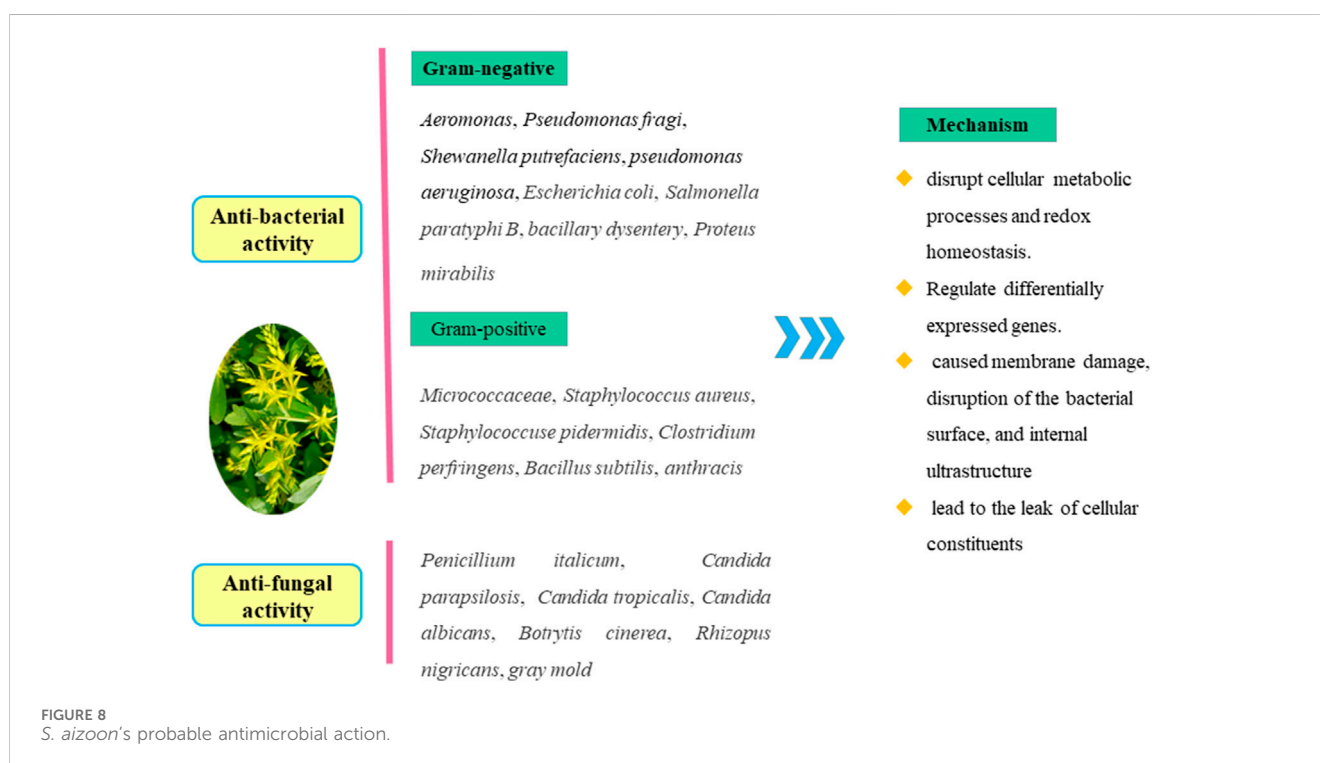 Gram-negative
Aeromonas, Pseudomonas fragi,
Shewanella putrefaciens, pseudomonas
aeruginosa, Escherichia coli, Salmonella
paratyphi B, bacillary dysentery, Proteus
mirabilis
Anti-bacterial
activity
Gram-positive
Micrococcaceae, Staphylococcus aureus,
Staphylococcuse pidermidis, Clostridium
perfringens, Bacillus subtilis, anthracis
Anti-fungal
activity
Penicillium italicum, Candida
parapsilosis, Candida tropicalis, Candida
albicans, Botrytis cinerea, Rhizopus
nigricans, gray mold
Mechanism
disrupt cellular metabolic
processes and redox
homeostasis.
Regulate differentially
expressed genes.
caused membrane damage,
disruption of the bacterial
surface, and internal
ultrastructure
lead to the leak of cellular
constituents
FIGURE 8
S. aizoon's probable antimicrobial action.